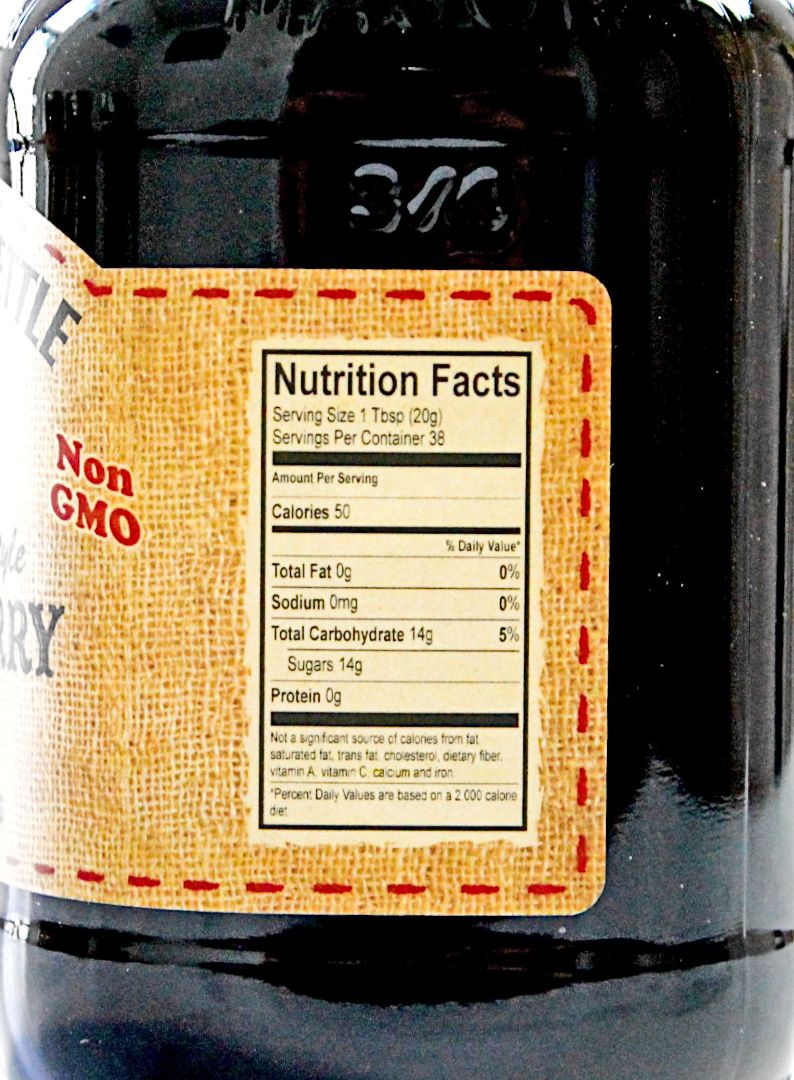 Non
GMO
Nutrition Facts
Serving Size 1 Tbsp (20g)
Servings Per Container 38
Amount Per Serving
Calories 50
% Daily Value*
Total Fat 0g 0%
Sodium 0mg 0%
Total Carbohydrate 14g 5%
Sugars 14g
Protein 0g
Not a significant source of calories from fat
saturated fat, trans fat, cholesterol, dietary fiber,
vitamin A, vitamin C, calcium and iron.
*Percent Daily Values are based on a 2,000 calorie
diet.